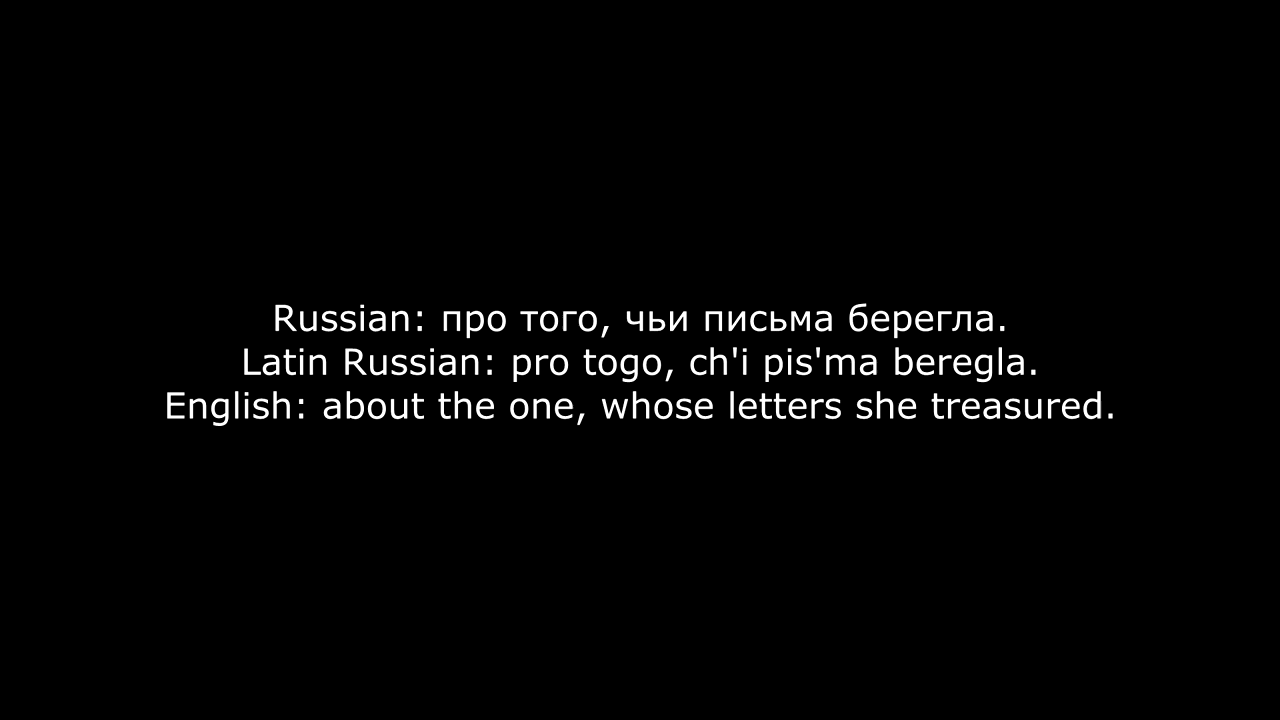 Russian: про того, чьи письма берегла.
Latin Russian: pro togo, ch'i pis'ma beregla.
English: about the one, whose letters she treasured.